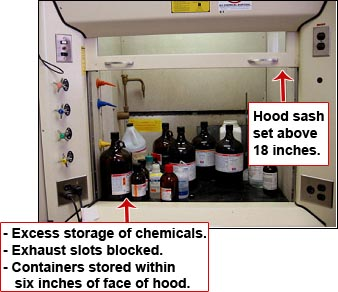 Hood sash
set above
18 inches.
- Excess storage of chemicals.
- Exhaust slots blocked.
- Containers stored within
six inches of face of hood.